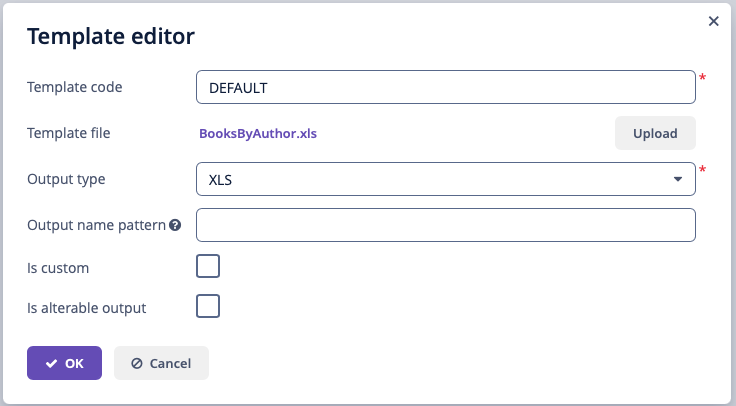 Template editor
Template code DEFAULT *
Template file BooksByAuthor.xls Upload
Output type XLS *
Output name pattern
Is custom
Is alterable output
OK Cancel